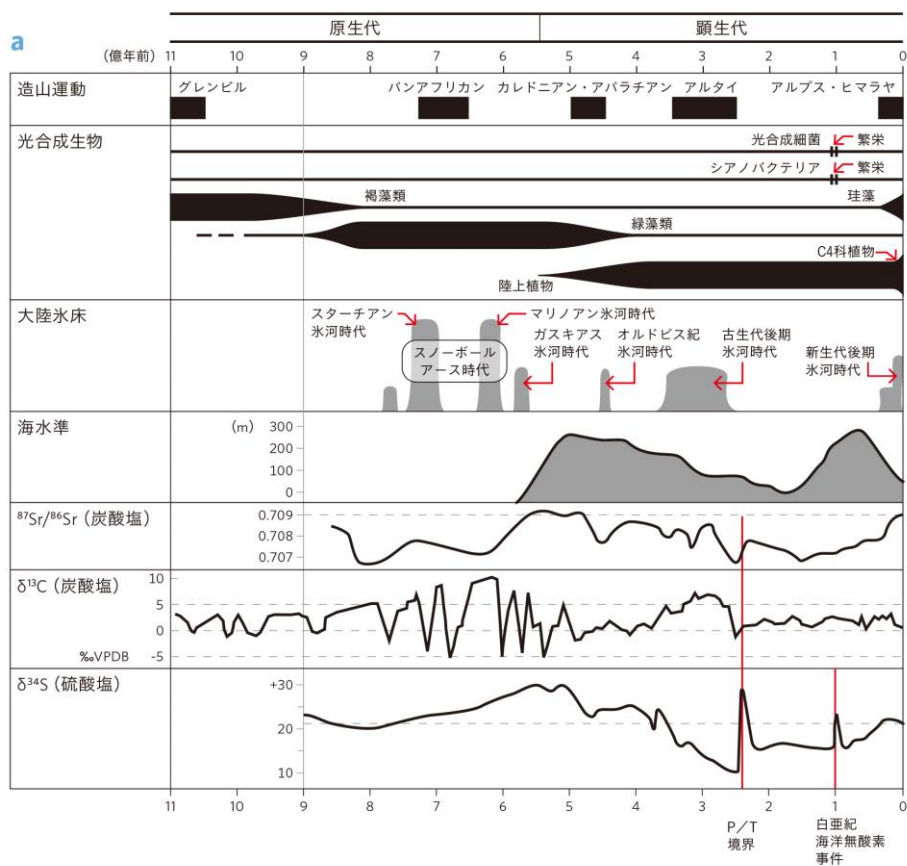 a
原生代 顕生代
(億年前) 11 10 9 8 7 6 5 4 3 2 1 0
造山運動
グレンビル パンアフリカン カレドニアン・アパラチアン アルタイ アルプス・ヒマラヤ
光合成生物
光合成細菌 繁栄
シアノバクテリア 繁栄
褐藻類 珪藻
緑藻類
C4科植物
陸上植物
大陸氷床
スターチアン
氷河時代
マリノアン氷河時代
スノーボール
アース時代
ガスキアス
氷河時代
オルドビス紀
氷河時代
古生代後期
氷河時代
新生代後期
氷河時代
海水準
(m) 300
200
100
0
⁸⁷Sr/⁸⁶Sr (炭酸塩)
0.709
0.708
0.707
δ¹³C (炭酸塩)
10
5
0
-5
‰VPDB
δ³⁴S (硫酸塩)
+30
20
10
11 10 9 8 7 6 5 4 3 2 1 0
P/T
境界
白亜紀
海洋無酸素
事件